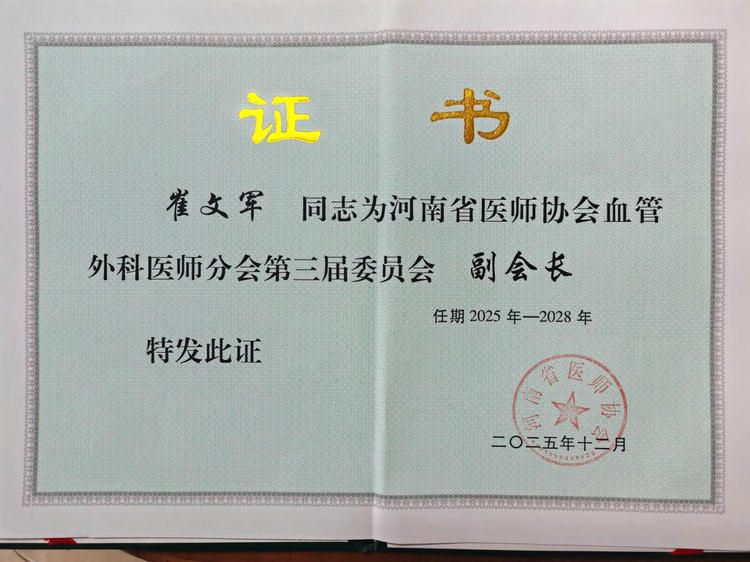 证 书
崔文军 同志为河南省医师协会血管
外科医师分会第三届委员会 副会长
任期 2025 年—2028 年
特发此证
河南省医师协会
二〇二五年十二月